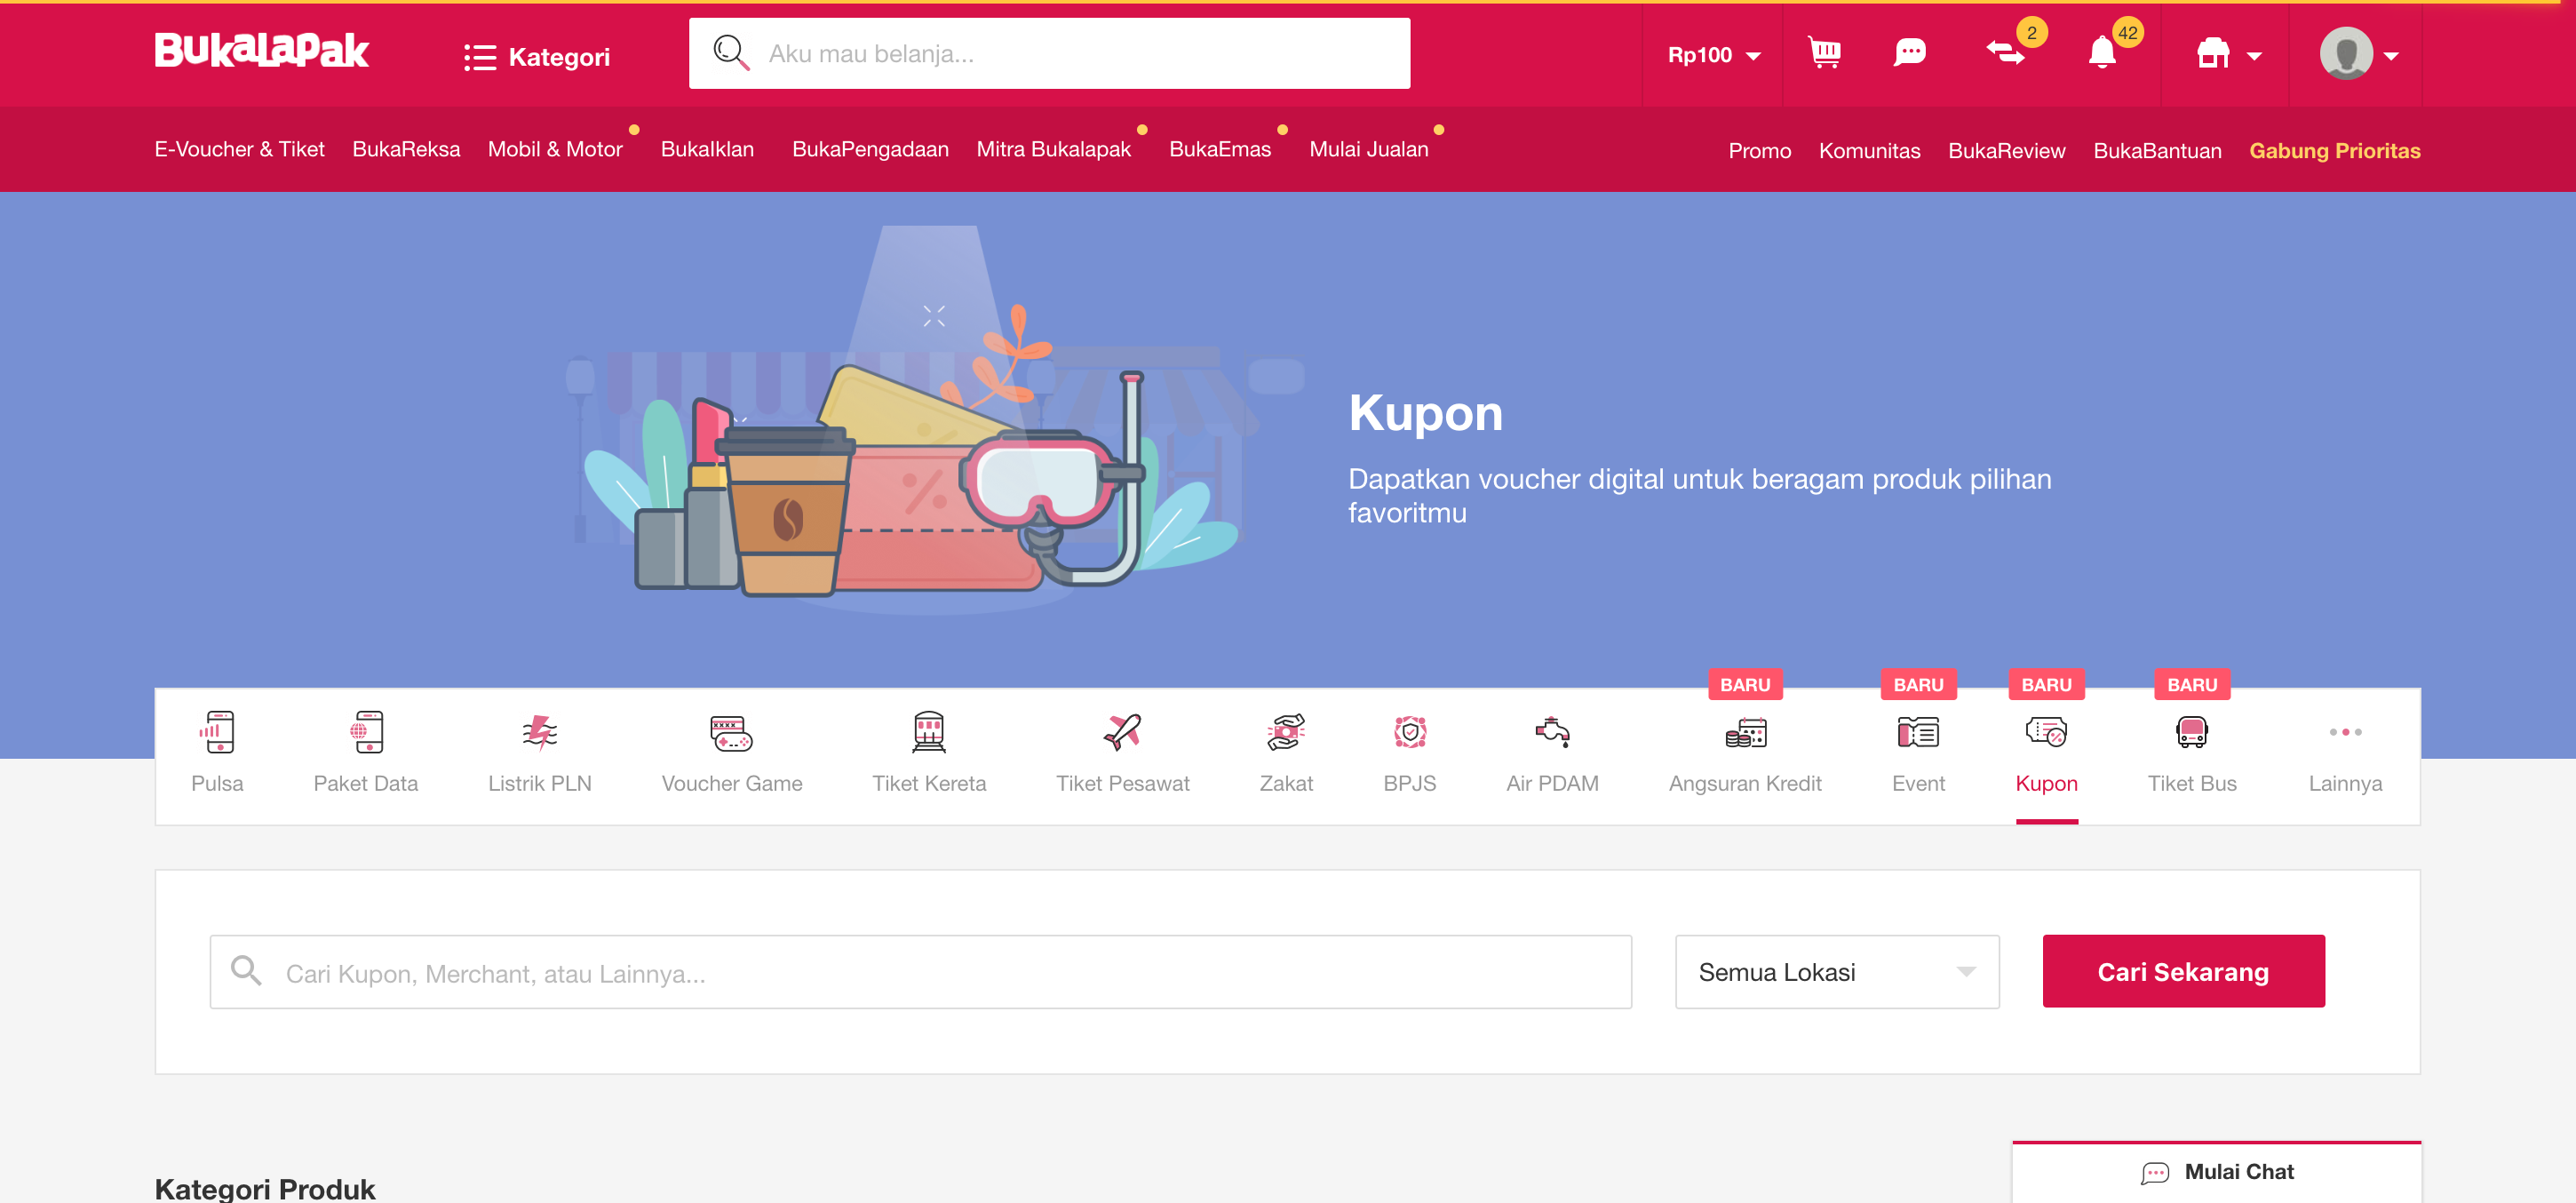 BukaLapak
Kategori
Aku mau belanja...
Rp100
2
42
E-Voucher & Tiket
BukaReksa
Mobil & Motor
BukaIklan
BukaPengadaan
Mitra Bukalapak
BukaEmas
Mulai Jualan
Promo
Komunitas
BukaReview
BukaBantuan
Gabung Prioritas
Kupon
Dapatkan voucher digital untuk beragam produk pilihan
favoritmu
BARU
BARU
BARU
BARU
Pulsa
Paket Data
Listrik PLN
Voucher Game
Tiket Kereta
Tiket Pesawat
Zakat
BPJS
Air PDAM
Angsuran Kredit
Event
Kupon
Tiket Bus
Lainnya
Cari Kupon, Merchant, atau Lainnya...
Semua Lokasi
Cari Sekarang
Kategori Produk
Mulai Chat